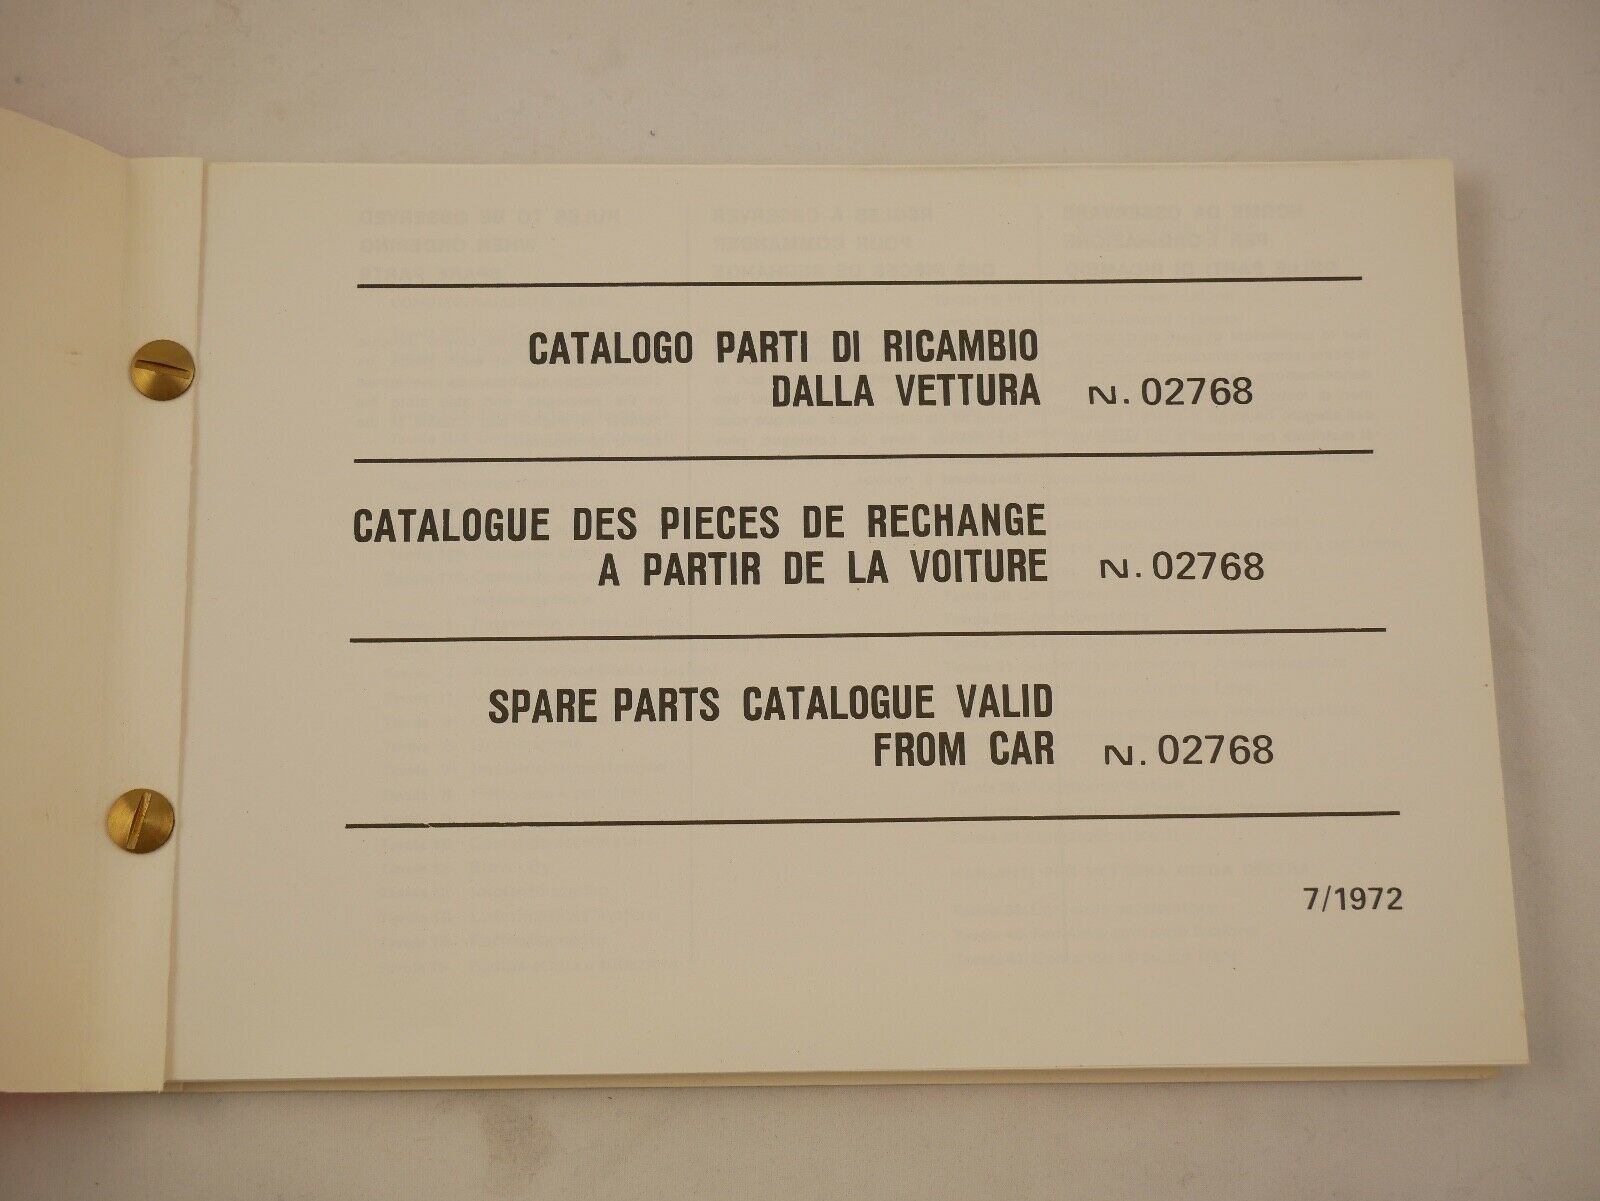 CATALOGO PARTI DI RICAMBIO
DALLA VETTURA N. 02768
CATALOGUE DES PIECES DE RECHANGE
A PARTIR DE LA VOITURE N. 02768
SPARE PARTS CATALOGUE VALID
FROM CAR N. 02768
7/1972